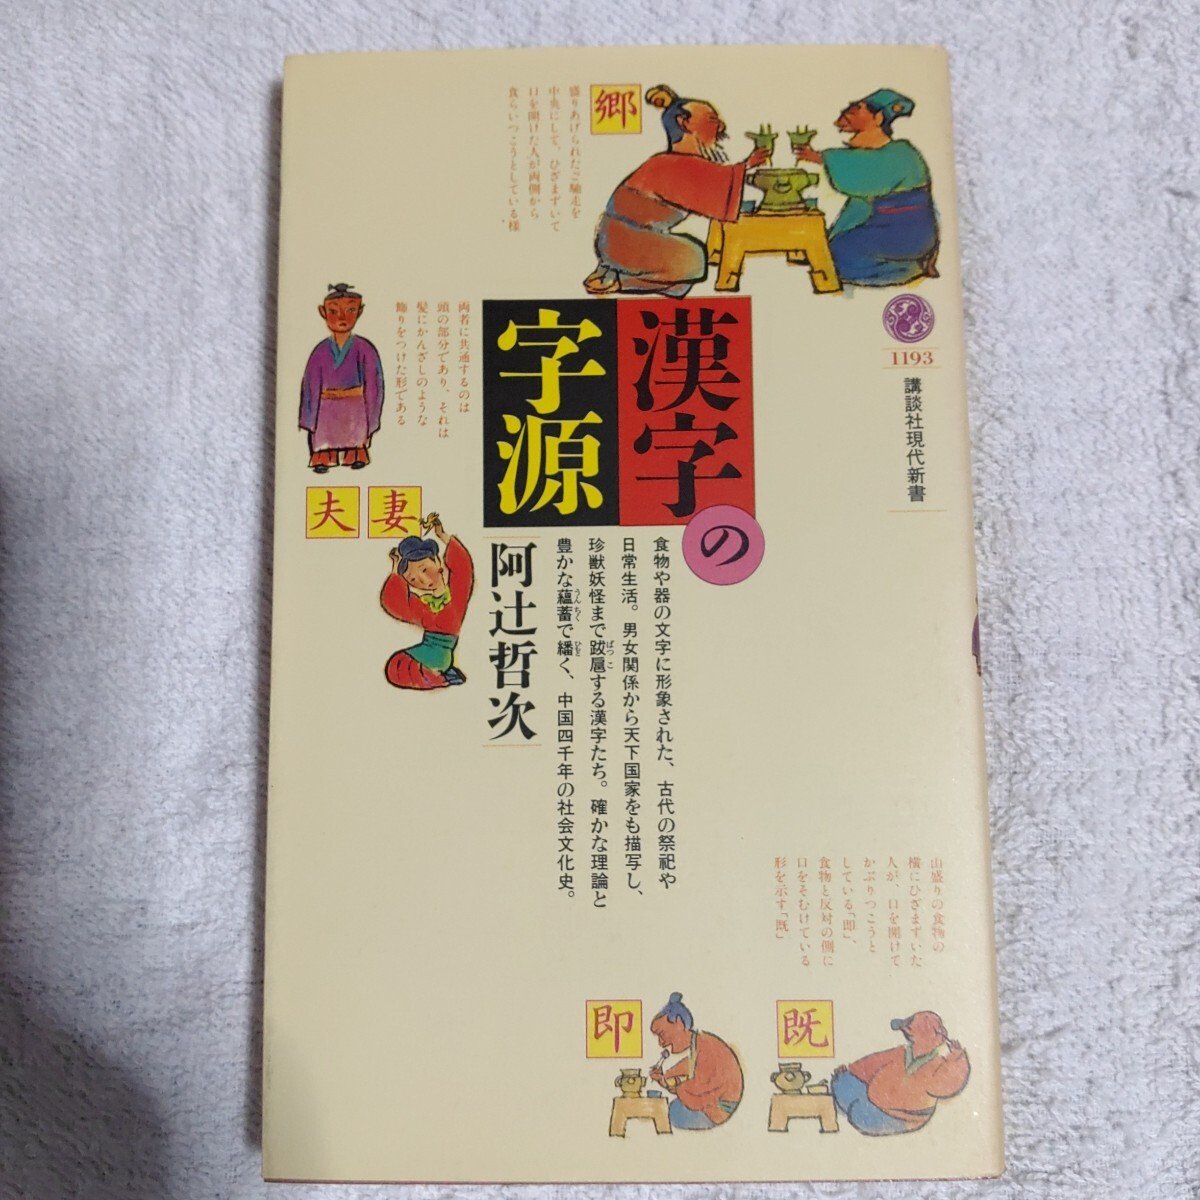 郷
盛りあげられたご馳走を
中央にして、ひざまずいて
口を開けた人が両側から
食らいつこうとしている様
両者に共通するのは
頭の部分であり、それは
髪にかんざしのような
飾りをつけた形である
夫 妻
漢字の
字源
阿辻哲次
1193
講談社現代新書
食物や器の文字に形象された、古代の祭祀や
日常生活。男女関係から天下国家をも描写し、
珍獣妖怪まで跋扈する漢字たち。確かな理論と
豊かな蘊蓄で繙く、中国四千年の社会文化史。
ばっこ
うんちく
ひもと
山盛りの食物の
横にひざまずいた
人が、口を開けて
かぶりつこうと
している「即」、
食物と反対の側に
口をそむけている
形を示す「既」
即
既